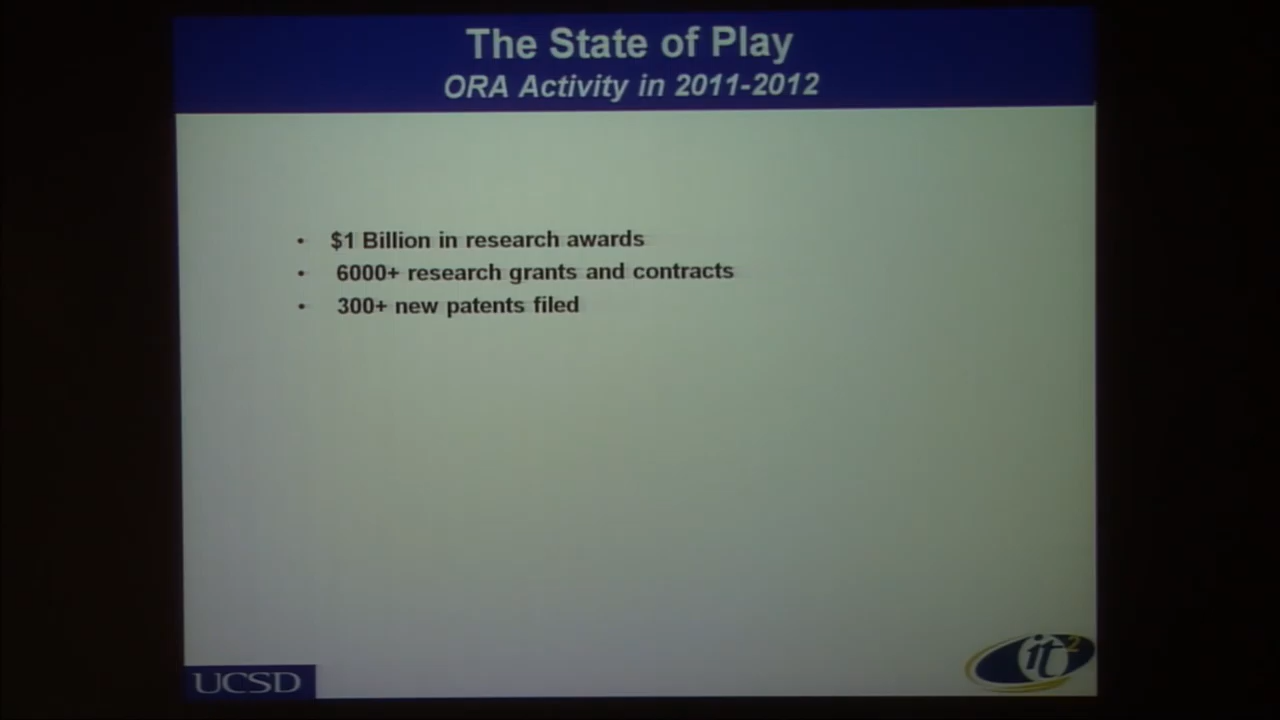 The State of Play
ORA Activity in 2011-2012
• $1 Billion in research awards
• 6000+ research grants and contracts
• 300+ new patents filed
UCSD
it2